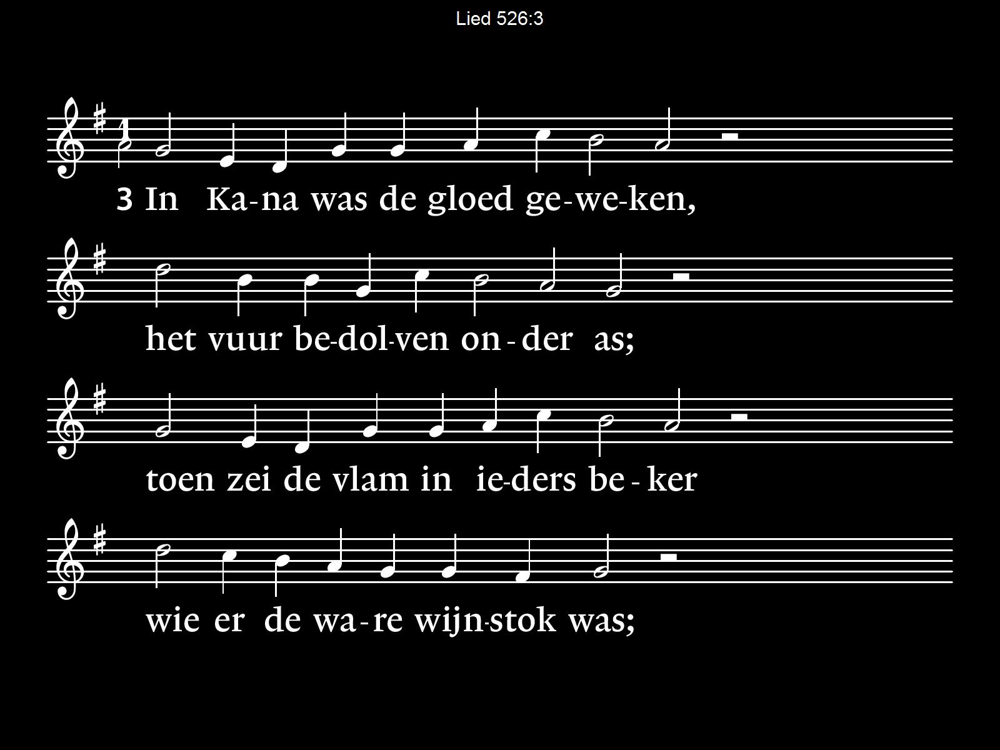 Lied 526:3
3 In Ka-na was de gloed ge-we-ken,
het vuur be-dol-ven on-der as;
toen zei de vlam in ie-ders be-ker
wie er de wa-re wijn-stok was;